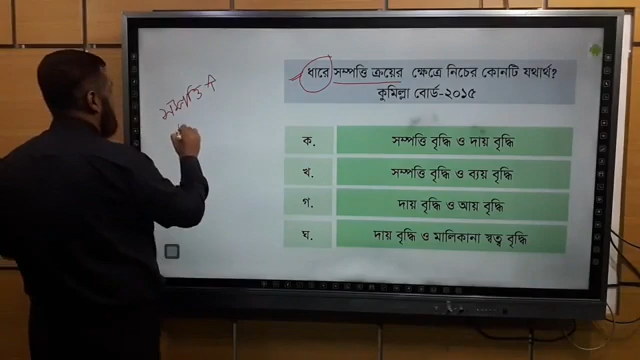 ধারে সম্পত্তি ক্রয়ের ক্ষেত্রে নিচের কোনটি যথার্থ?
কুমিল্লা বোর্ড-২০১৫
সম্পত্তি A
ক. সম্পত্তি বৃদ্ধি ও দায় বৃদ্ধি
খ. সম্পত্তি বৃদ্ধি ও ব্যয় বৃদ্ধি
গ. দায় বৃদ্ধি ও আয় বৃদ্ধি
ঘ. দায় বৃদ্ধি ও মালিকানা স্বত্ব বৃদ্ধি